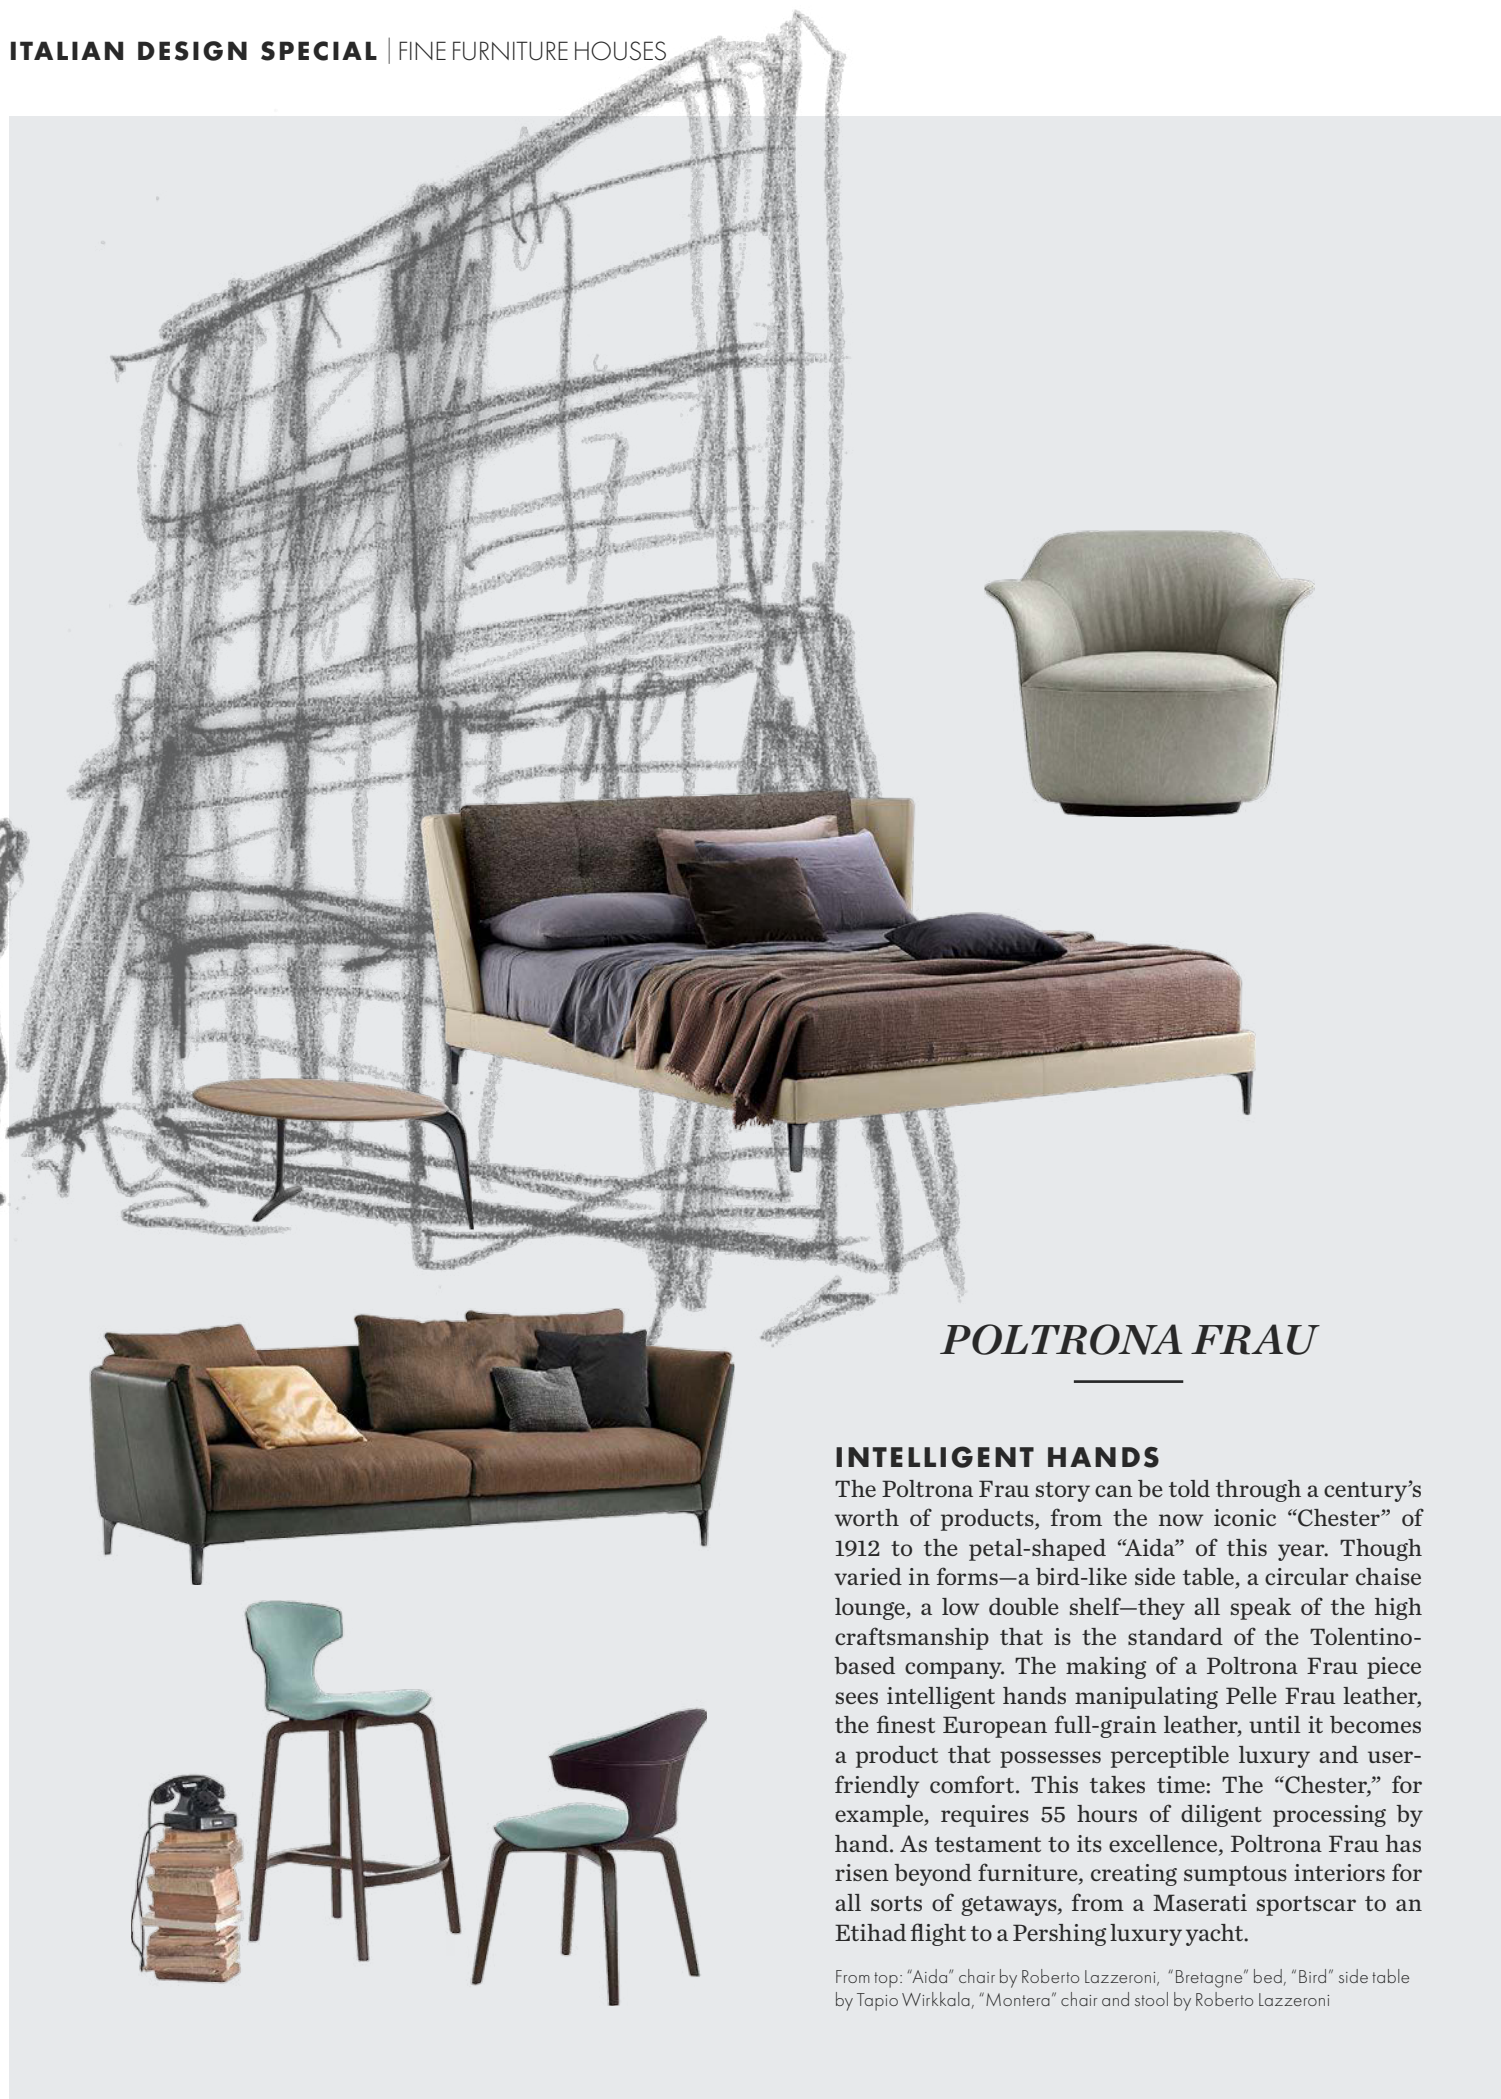 ITALIAN DESIGN SPECIAL | FINE FURNITURE HOUSES
POLTRONA FRAU
INTELLIGENT HANDS
The Poltrona Frau story can be told through a century’s
worth of products, from the now iconic “Chester” of
1912 to the petal-shaped “Aida” of this year. Though
varied in forms—a bird-like side table, a circular chaise
lounge, a low double shelf—they all speak of the high
craftsmanship that is the standard of the Tolentino-
based company. The making of a Poltrona Frau piece
sees intelligent hands manipulating Pelle Frau leather,
the finest European full-grain leather, until it becomes
a product that possesses perceptible luxury and user-
friendly comfort. This takes time: The “Chester,” for
example, requires 55 hours of diligent processing by
hand. As testament to its excellence, Poltrona Frau has
risen beyond furniture, creating sumptous interiors for
all sorts of getaways, from a Maserati sportscar to an
Etihad flight to a Pershing luxury yacht.
From top: “Aida” chair by Roberto Lazzeroni, “Bretagne” bed, “Bird” side table
by Tapio Wirkkala, “Montera” chair and stool by Roberto Lazzeroni